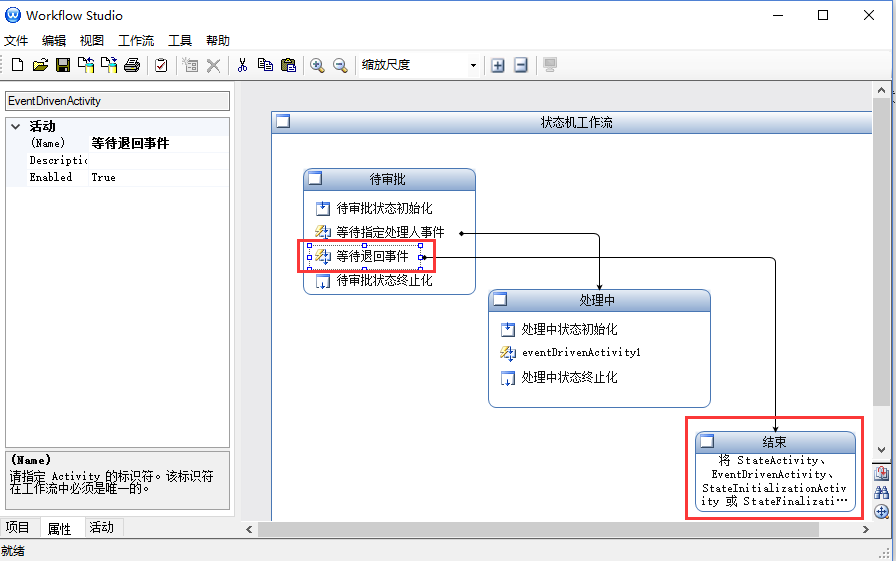 Workflow Studio
文件 编辑 视图 工作流 工具 帮助
缩放尺度
EventDrivenActivity
活动
(Name) 等待退回事件
Descriptic
Enabled True
(Name)
请指定 Activity 的标识符。该标识符
在工作流中必须是唯一的。
项目 属性 活动
就绪
状态机工作流
待审批
待审批状态初始化
等待指定处理人事件
等待退回事件
待审批状态终止化
处理中
处理中状态初始化
eventDrivenActivity1
处理中状态终止化
结束
将 StateActivity、
EventDrivenActivity、
StateInitializationActiv
ity 或 StateFinalizati…